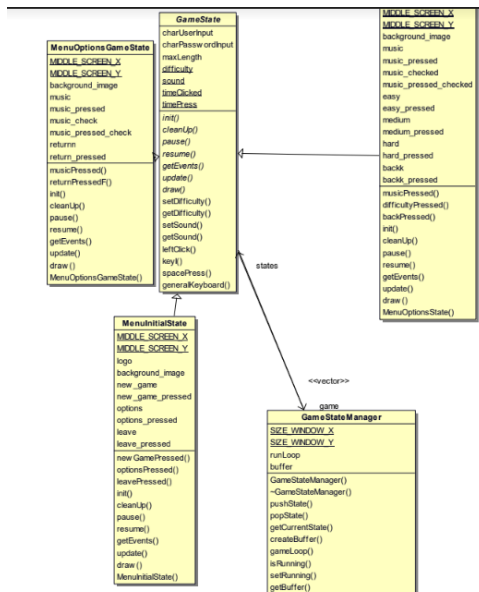 GameState
charUserInput
charPasswordInput
maxLength
difficulty
sound
timeClicked
timePress
init()
cleanUp()
pause()
resume()
getEvents()
update()
draw()
setDifficulty()
getDifficulty()
setSound()
getSound()
leftClick()
keyI()
spacePress()
generalKeyboard()
MenuOptionsGameState
MIDDLE_SCREEN_X
MIDDLE_SCREEN_Y
background_image
music
music_pressed
music_check
music_pressed_check
returnn
return_pressed
musicPressed()
returnPressedF()
init()
cleanUp()
pause()
resume()
getEvents()
update()
draw()
MenuOptionsGameState()
MIDDLE_SCREEN_X
MIDDLE_SCREEN_Y
background_image
music
music_pressed
music_checked
music_pressed_checked
easy
easy_pressed
medium
medium_pressed
hard
hard_pressed
backk
backk_pressed
musicPressed()
difficultyPressed()
backPressed()
init()
cleanUp()
pause()
resume()
getEvents()
update()
draw()
MenuOptionsState()
states
<<vector>>
game
MenuInitialState
MIDDLE_SCREEN_X
MIDDLE_SCREEN_Y
logo
background_image
new_game
new_game_pressed
options
options_pressed
leave
leave_pressed
newGamePressed()
optionsPressed()
leavePressed()
init()
cleanUp()
pause()
resume()
getEvents()
update()
draw()
MenuInitialState()
GameStateManager
SIZE_WINDOW_X
SIZE_WINDOW_Y
runLoop
buffer
GameStateManager()
~GameStateManager()
pushState()
popState()
getCurrentState()
createBuffer()
gameLoop()
isRunning()
setRunning()
getBuffer()